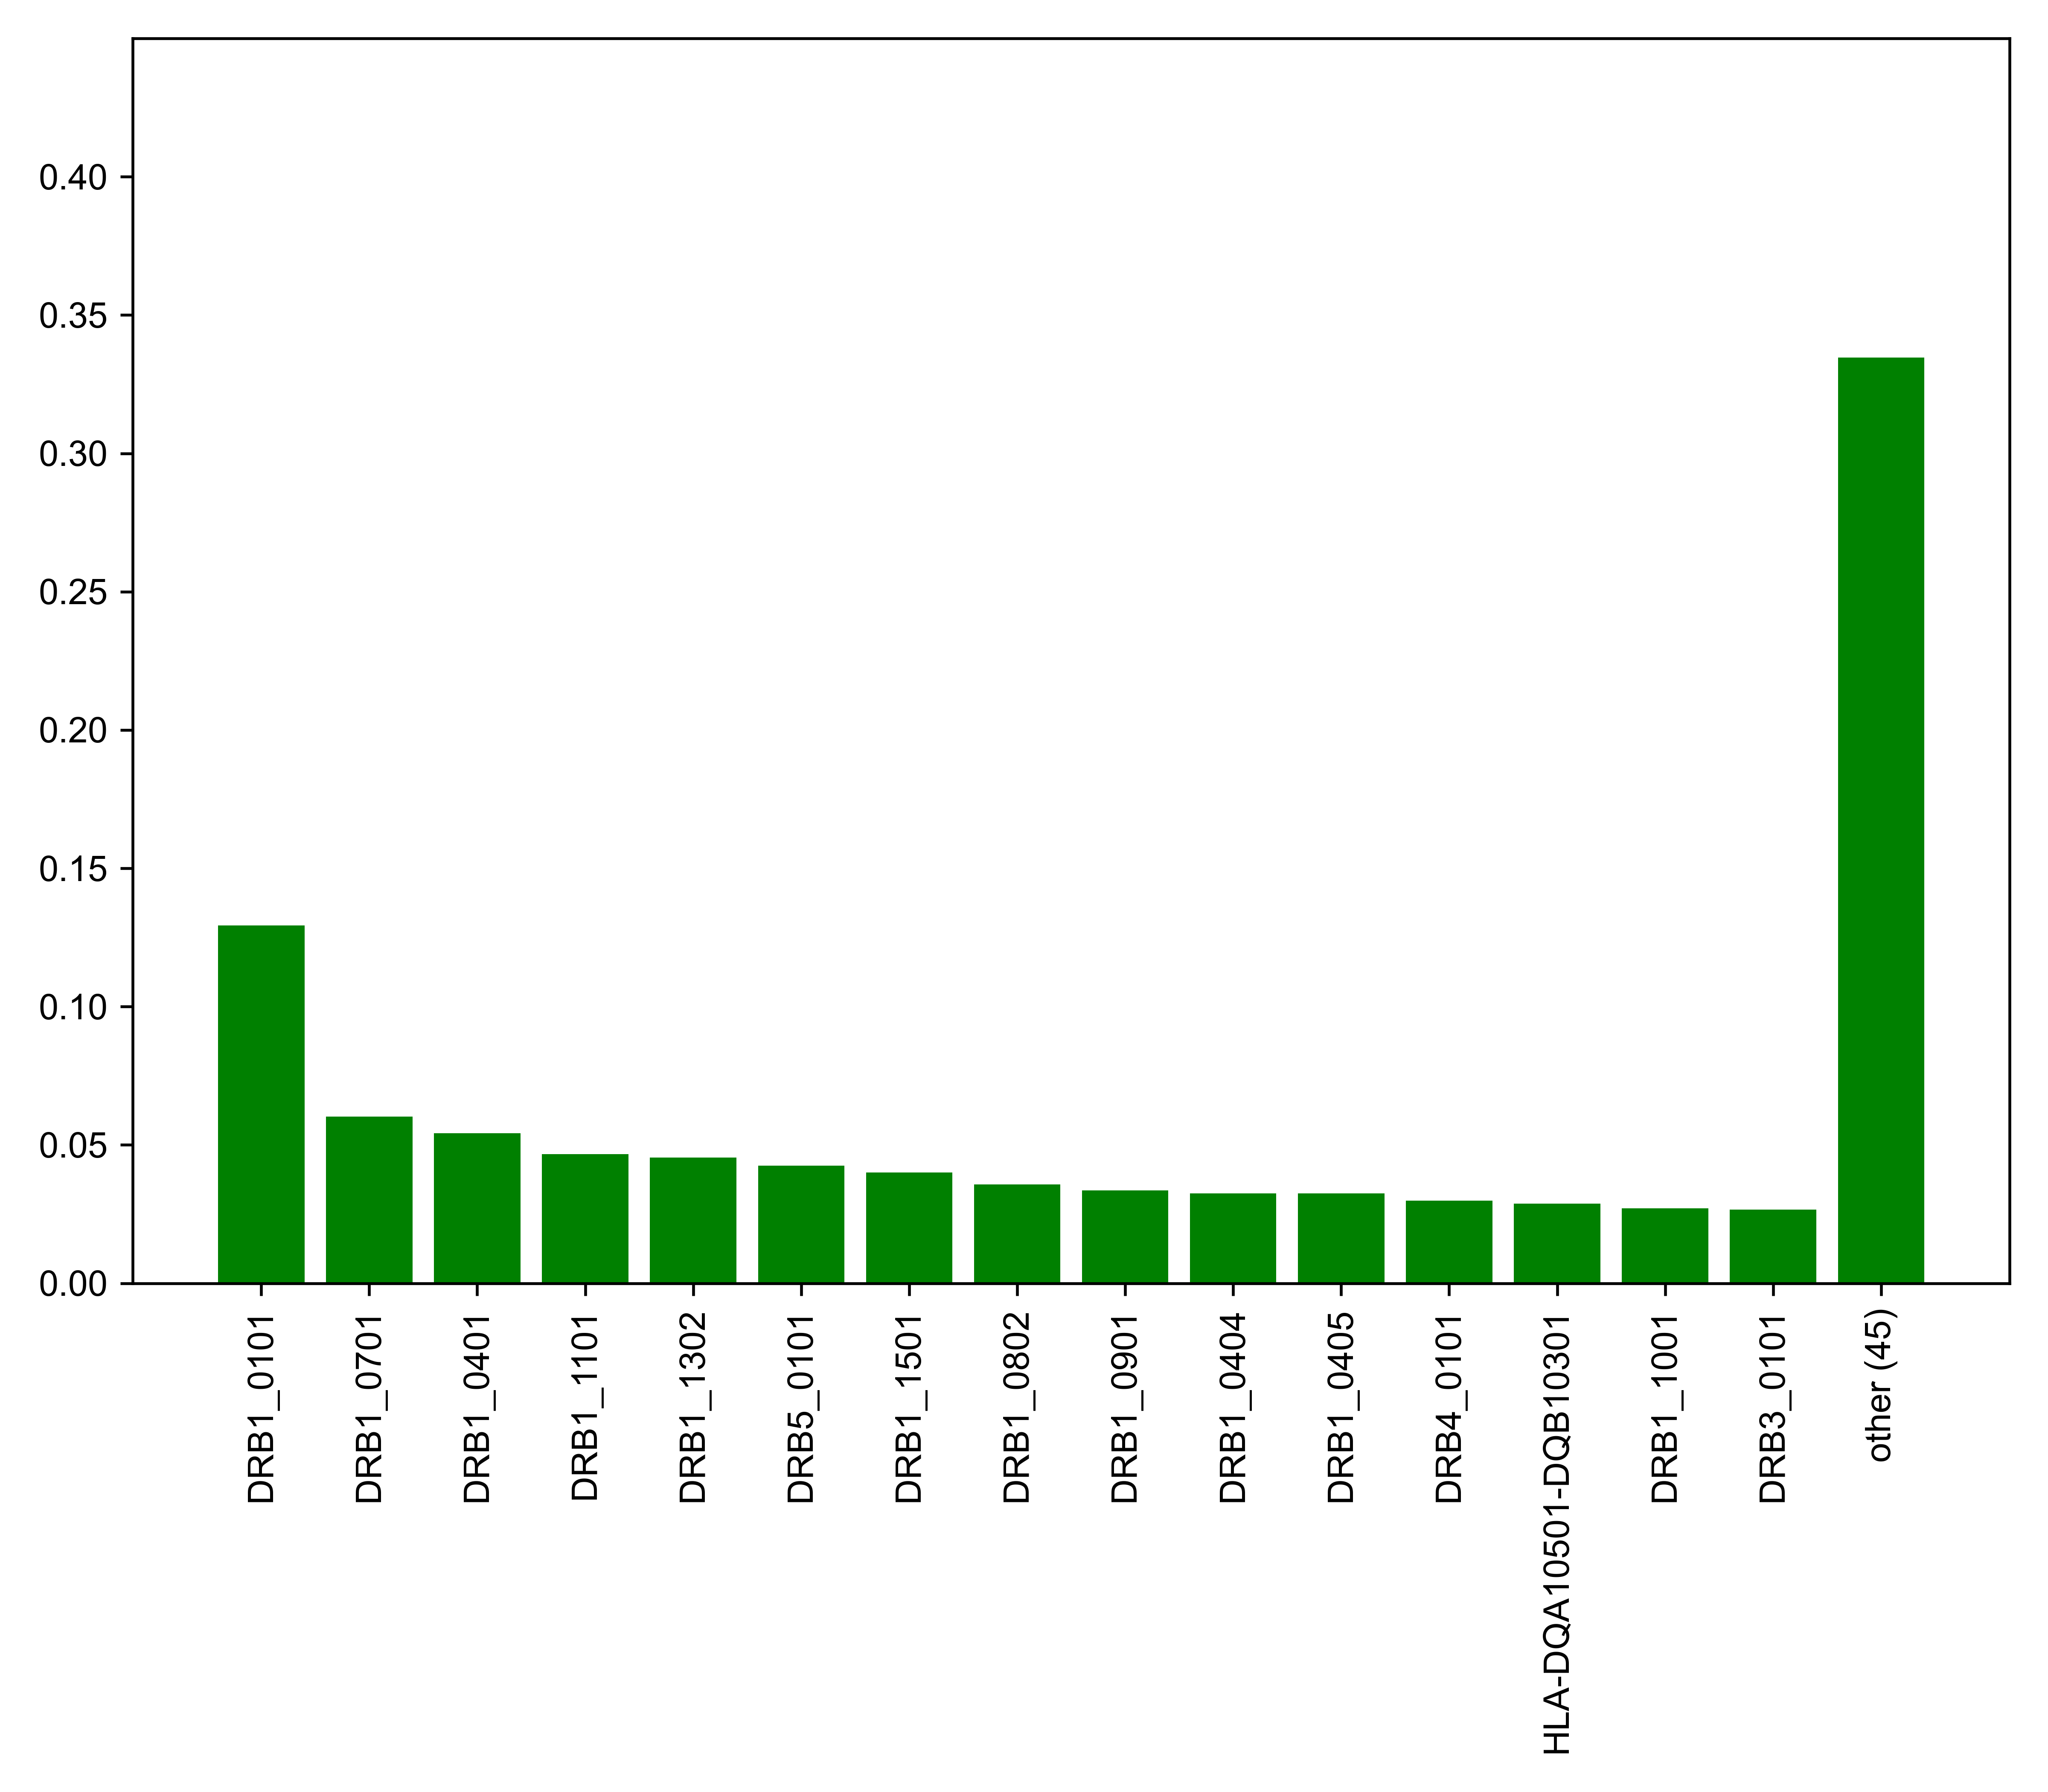 0.40
0.35
0.30
0.25
0.20
0.15
0.10
0.05
0.00
DRB1_0101
DRB1_0701
DRB1_0401
DRB1_1101
DRB1_1302
DRB5_0101
DRB1_1501
DRB1_0802
DRB1_0901
DRB1_0404
DRB1_0405
DRB4_0101
HLA-DQA10501-DQB10301
DRB1_1001
DRB3_0101
other (45)